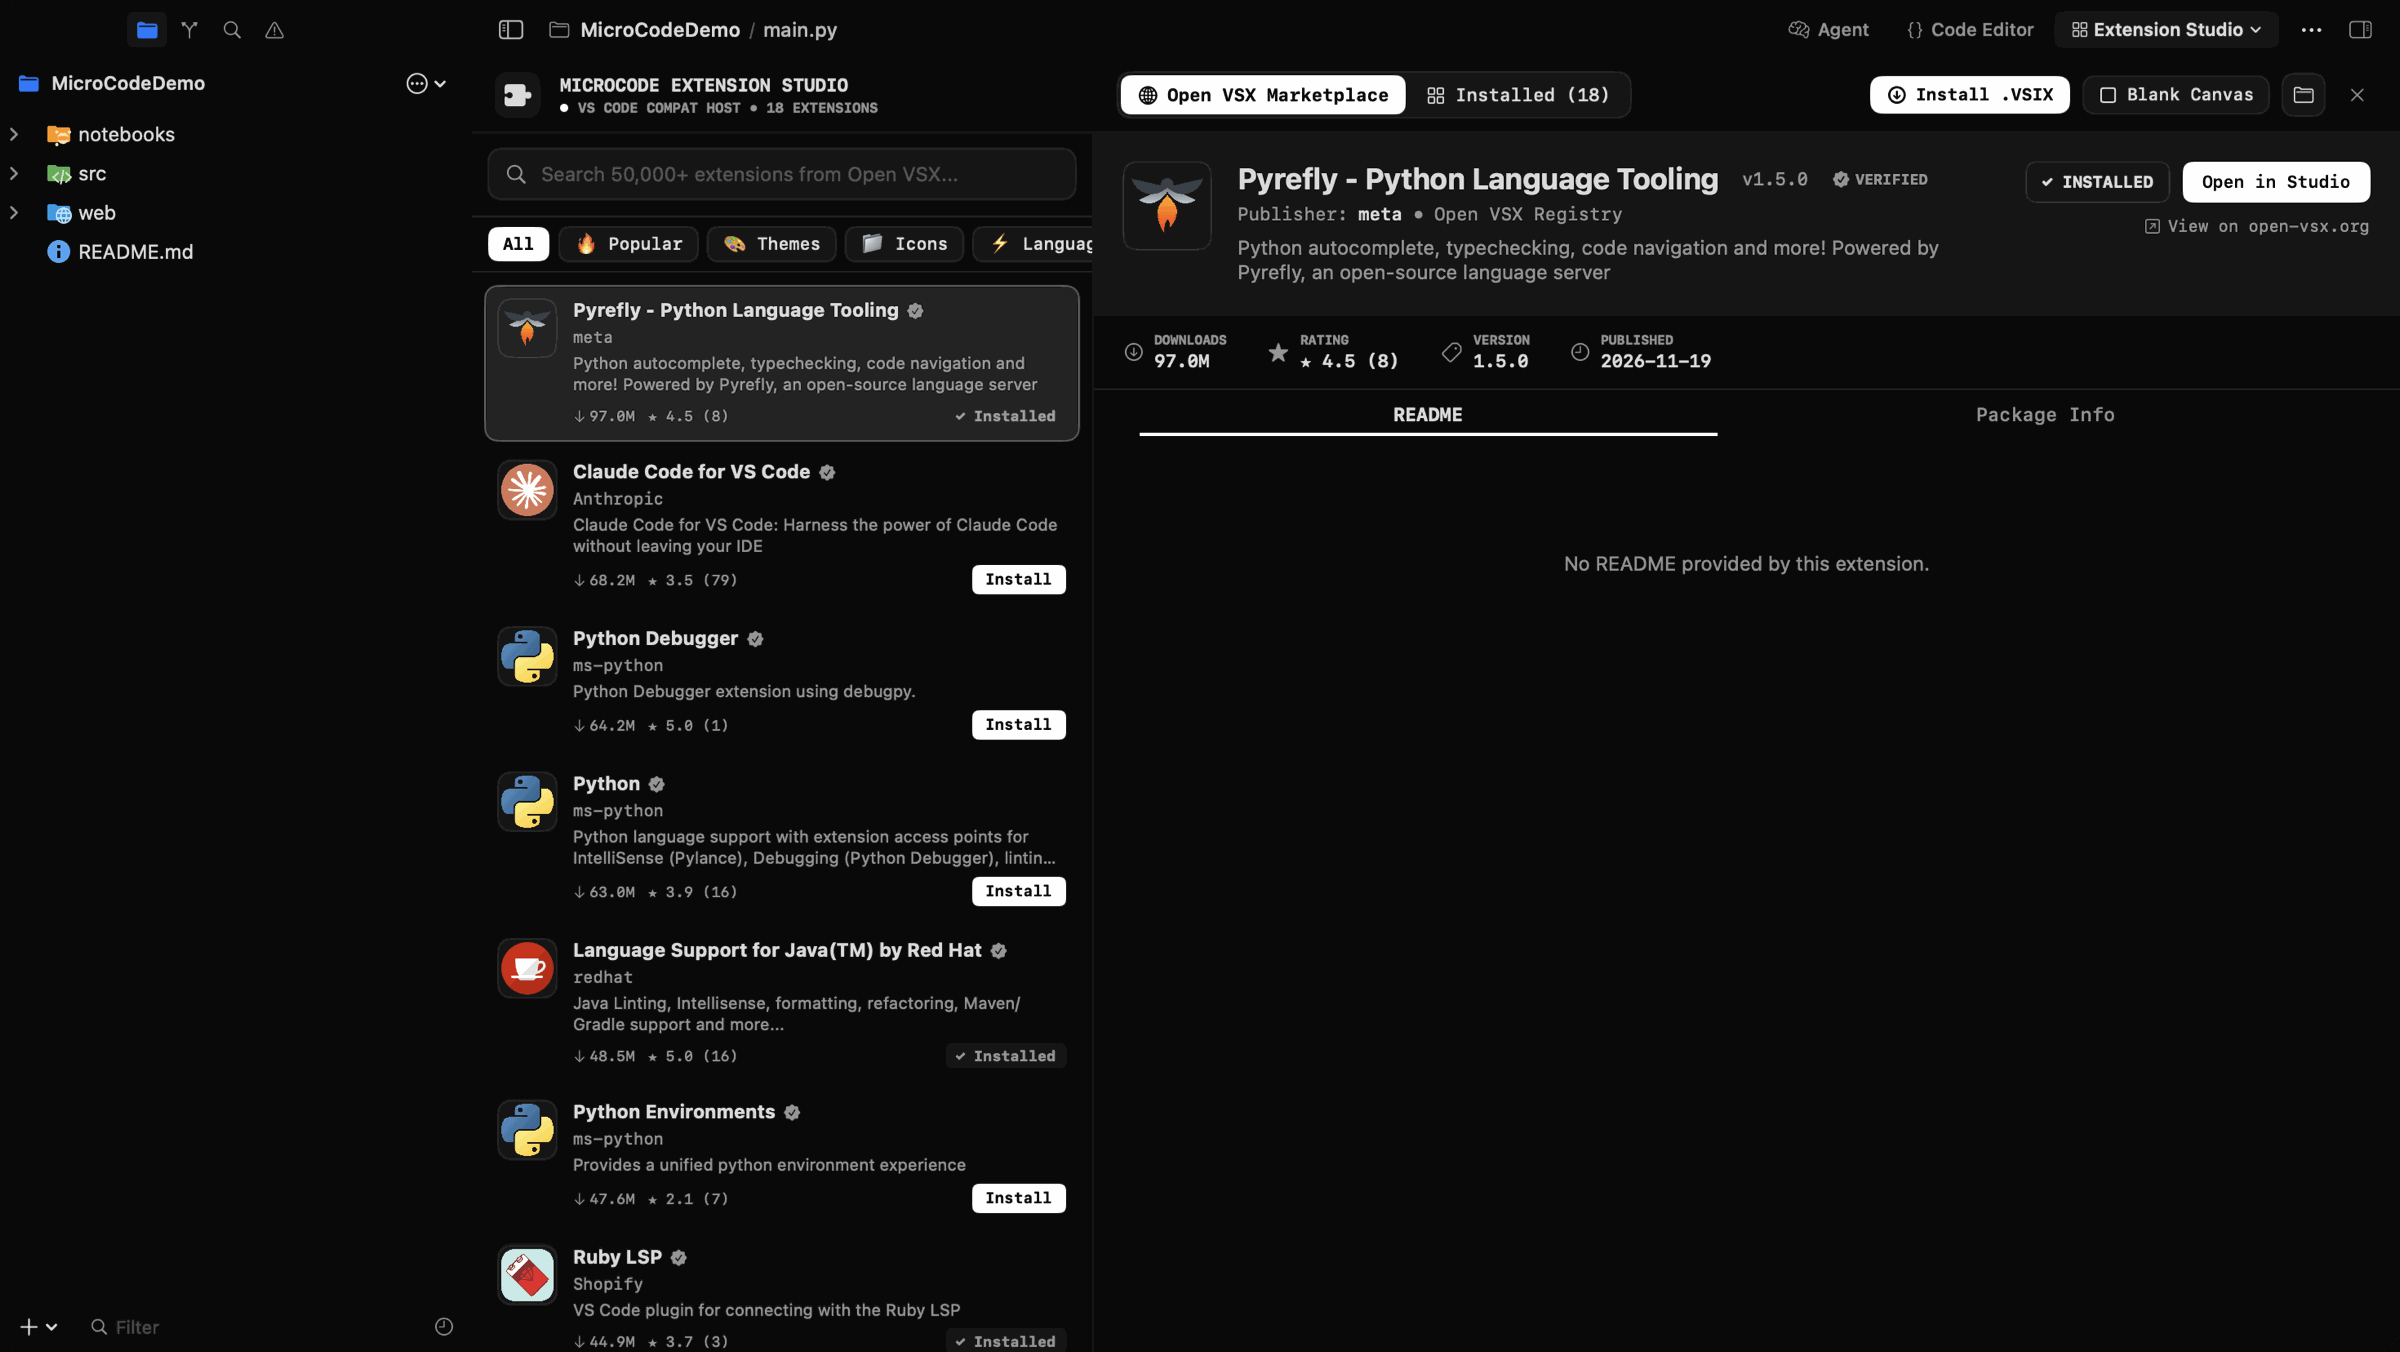 MicroCodeDemo / main.py
Agent
{} Code Editor
Extension Studio
MicroCodeDemo
notebooks
src
web
README.md
Filter
MICROCODE EXTENSION STUDIO
VS CODE COMPAT HOST • 18 EXTENSIONS
Open VSX Marketplace
Installed (18)
Install .VSIX
Blank Canvas
Search 50,000+ extensions from Open VSX...
All
Popular
Themes
Icons
Languag
Pyrefly - Python Language Tooling
meta
Python autocomplete, typechecking, code navigation and
more! Powered by Pyrefly, an open-source language server
97.0M ★ 4.5 (8)
✓ Installed
Claude Code for VS Code
Anthropic
Claude Code for VS Code: Harness the power of Claude Code
without leaving your IDE
68.2M ★ 3.5 (79)
Install
Python Debugger
ms-python
Python Debugger extension using debugpy.
64.2M ★ 5.0 (1)
Install
Python
ms-python
Python language support with extension access points for
IntelliSense (Pylance), Debugging (Python Debugger), lintin...
63.0M ★ 3.9 (16)
Install
Language Support for Java(TM) by Red Hat
redhat
Java Linting, Intellisense, formatting, refactoring, Maven/
Gradle support and more...
48.5M ★ 5.0 (16)
✓ Installed
Python Environments
ms-python
Provides a unified python environment experience
47.6M ★ 2.1 (7)
Install
Ruby LSP
Shopify
VS Code plugin for connecting with the Ruby LSP
44.9M ★ 3.7 (3)
✓ Installed
Pyrefly - Python Language Tooling v1.5.0 VERIFIED
Publisher: meta • Open VSX Registry
Python autocomplete, typechecking, code navigation and more! Powered by
Pyrefly, an open-source language server
✓ INSTALLED
Open in Studio
View on open-vsx.org
DOWNLOADS
97.0M
RATING
★ 4.5 (8)
VERSION
1.5.0
PUBLISHED
2026-11-19
README
Package Info
No README provided by this extension.